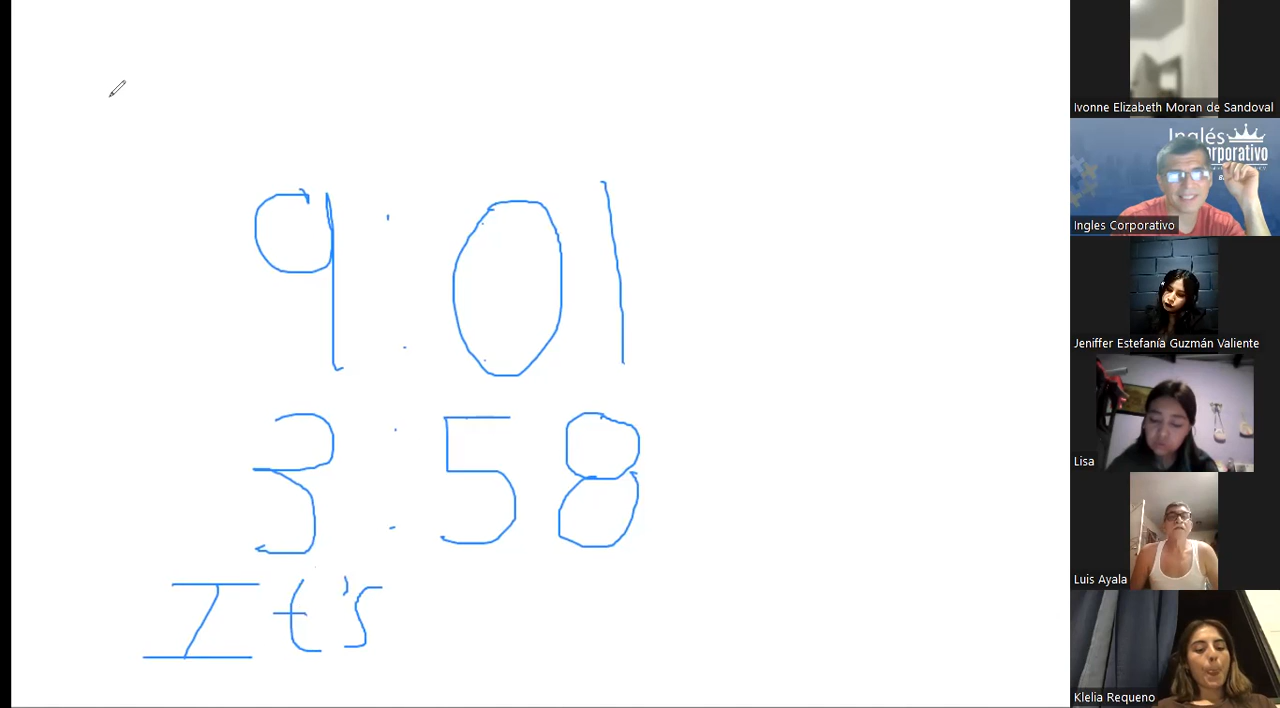 9:01
3:58
It's
Ivonne Elizabeth Moran de Sandoval
Inglés
Corporativo
Ingles Corporativo
Jeniffer Estefanía Guzmán Valiente
Lisa
Luis Ayala
Klelia Requeno